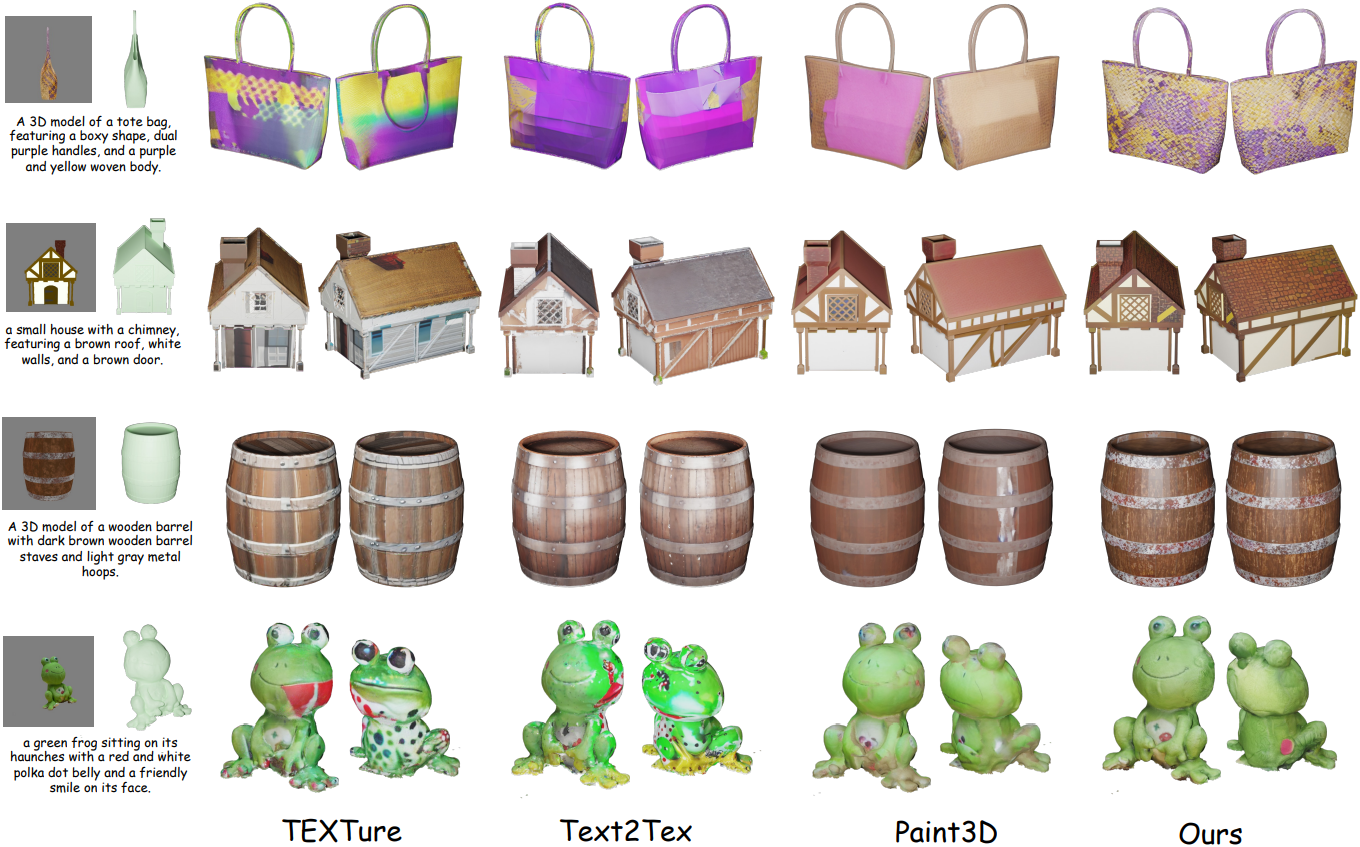 A 3D model of a tote bag,
featuring a boxy shape, dual
purple handles, and a purple
and yellow woven body.
a small house with a chimney,
featuring a brown roof, white
walls, and a brown door.
A 3D model of a wooden barrel
with dark brown wooden barrel
staves and light gray metal
hoops.
a green frog sitting on its
haunches with a red and white
polka dot belly and a friendly
smile on its face.
TEXTure
Text2Tex
Paint3D
Ours